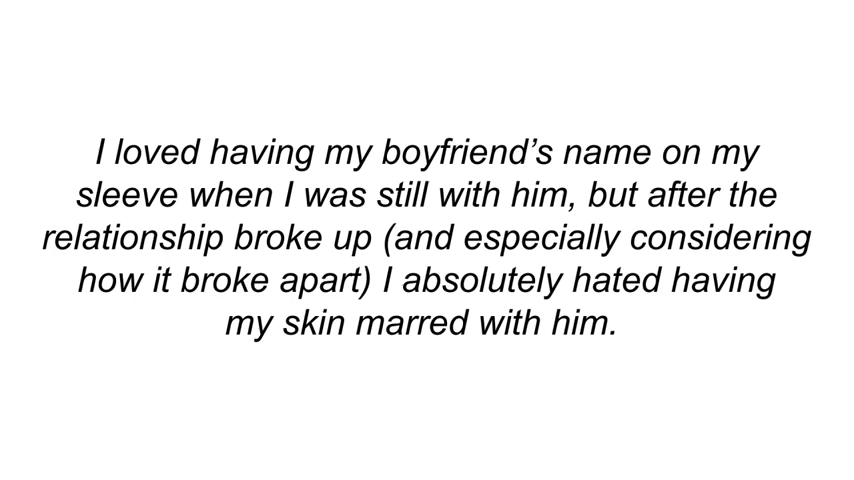 I loved having my boyfriend’s name on my
sleeve when I was still with him, but after the
relationship broke up (and especially considering
how it broke apart) I absolutely hated having
my skin marred with him.